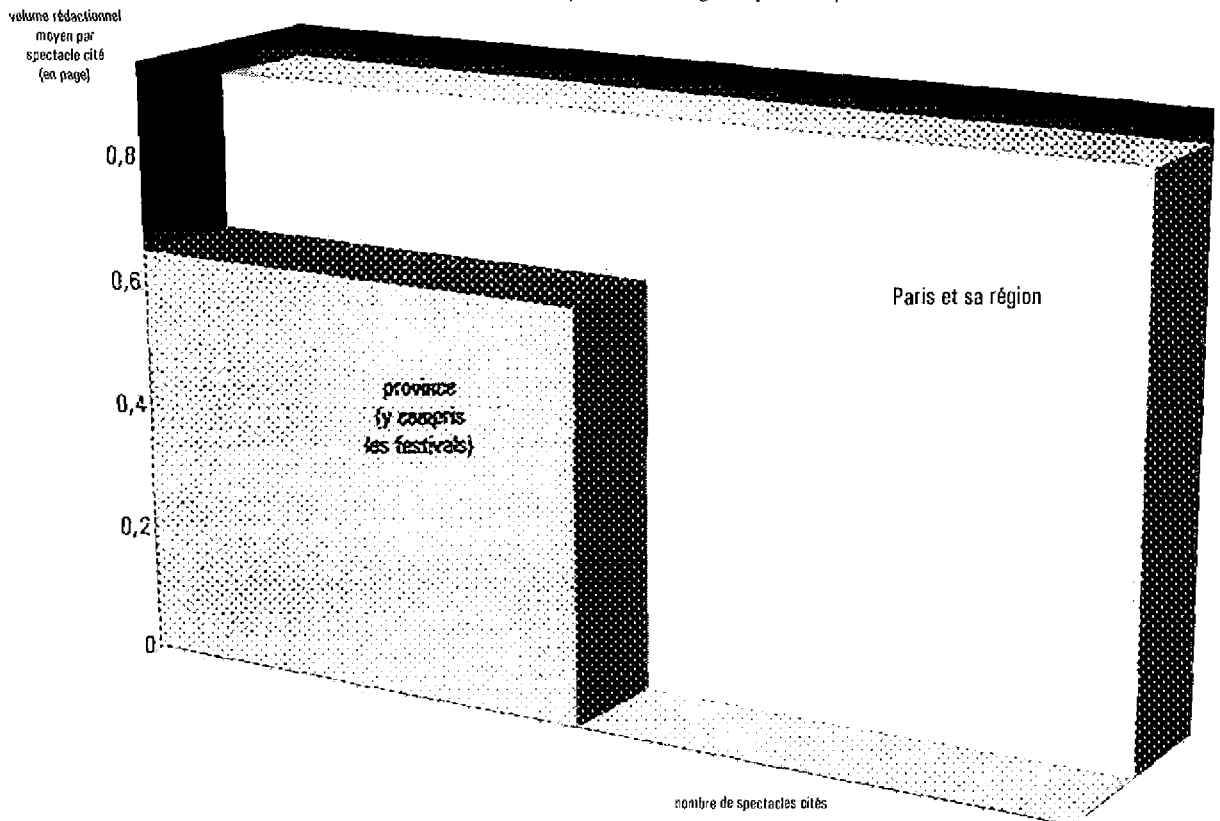 volume rédactionnel
moyen par
spectacle cité
(en page)
0,8
0,6
Paris et sa région
0,4
province
(y compris
les festivals)
0,2
0
nombre de spectacles cités